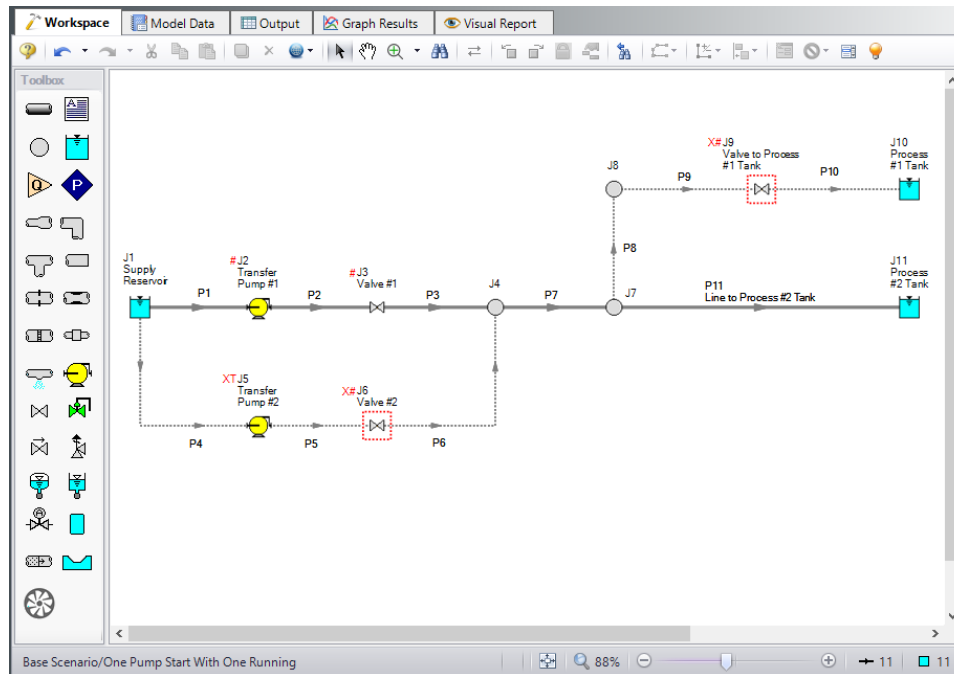 Workspace
Model Data
Output
Graph Results
Visual Report
Toolbox
A
Q
P
X# J9
Valve to Process
#1 Tank
J10
Process
#1 Tank
J8
P9
P10
P8
J1
Supply
Reservoir
# J2
Transfer
Pump #1
# J3
Valve #1
J4
J7
P11
Line to Process #2 Tank
J11
Process
#2 Tank
P1
P2
P3
P7
XT J5
Transfer
Pump #2
X# J6
Valve #2
P4
P5
P6
Base Scenario/One Pump Start With One Running
88%
11
11